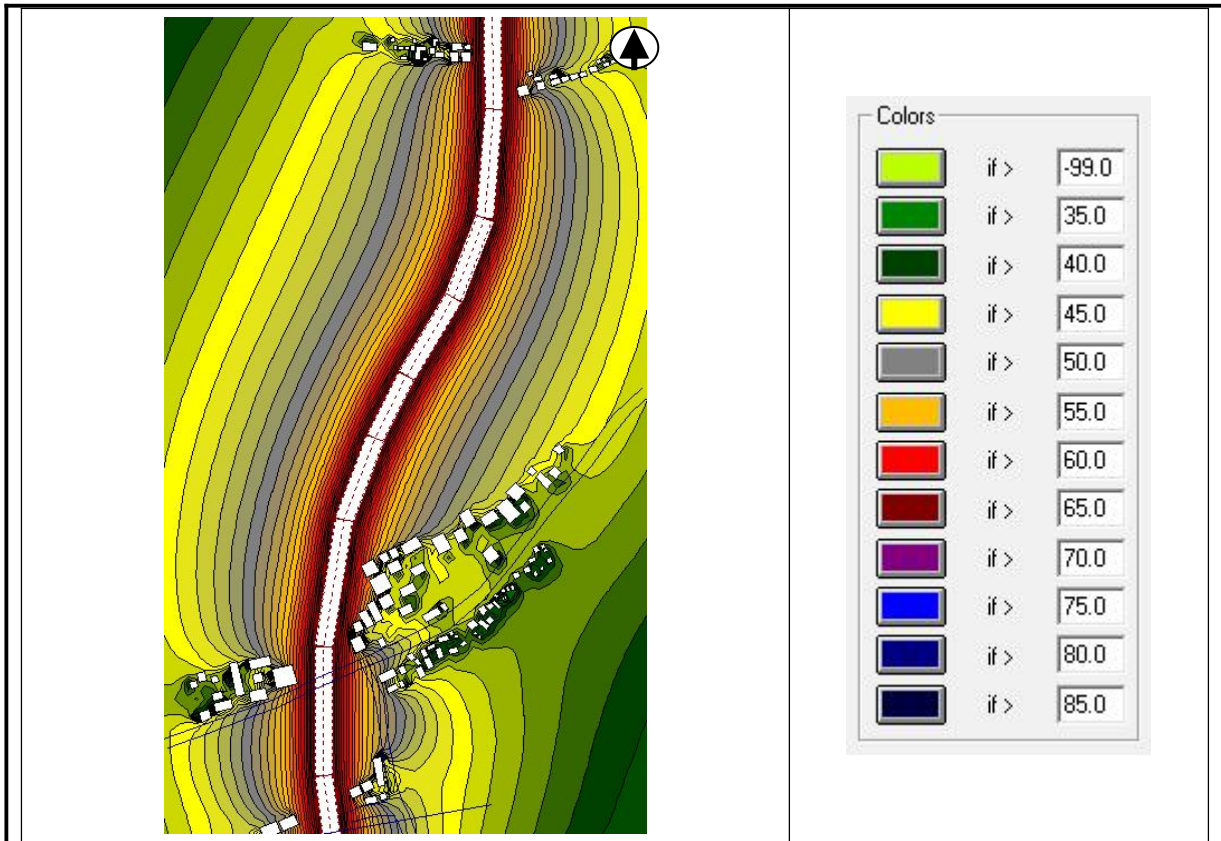 Colors
if > -99.0
if > 35.0
if > 40.0
if > 45.0
if > 50.0
if > 55.0
if > 60.0
if > 65.0
if > 70.0
if > 75.0
if > 80.0
if > 85.0